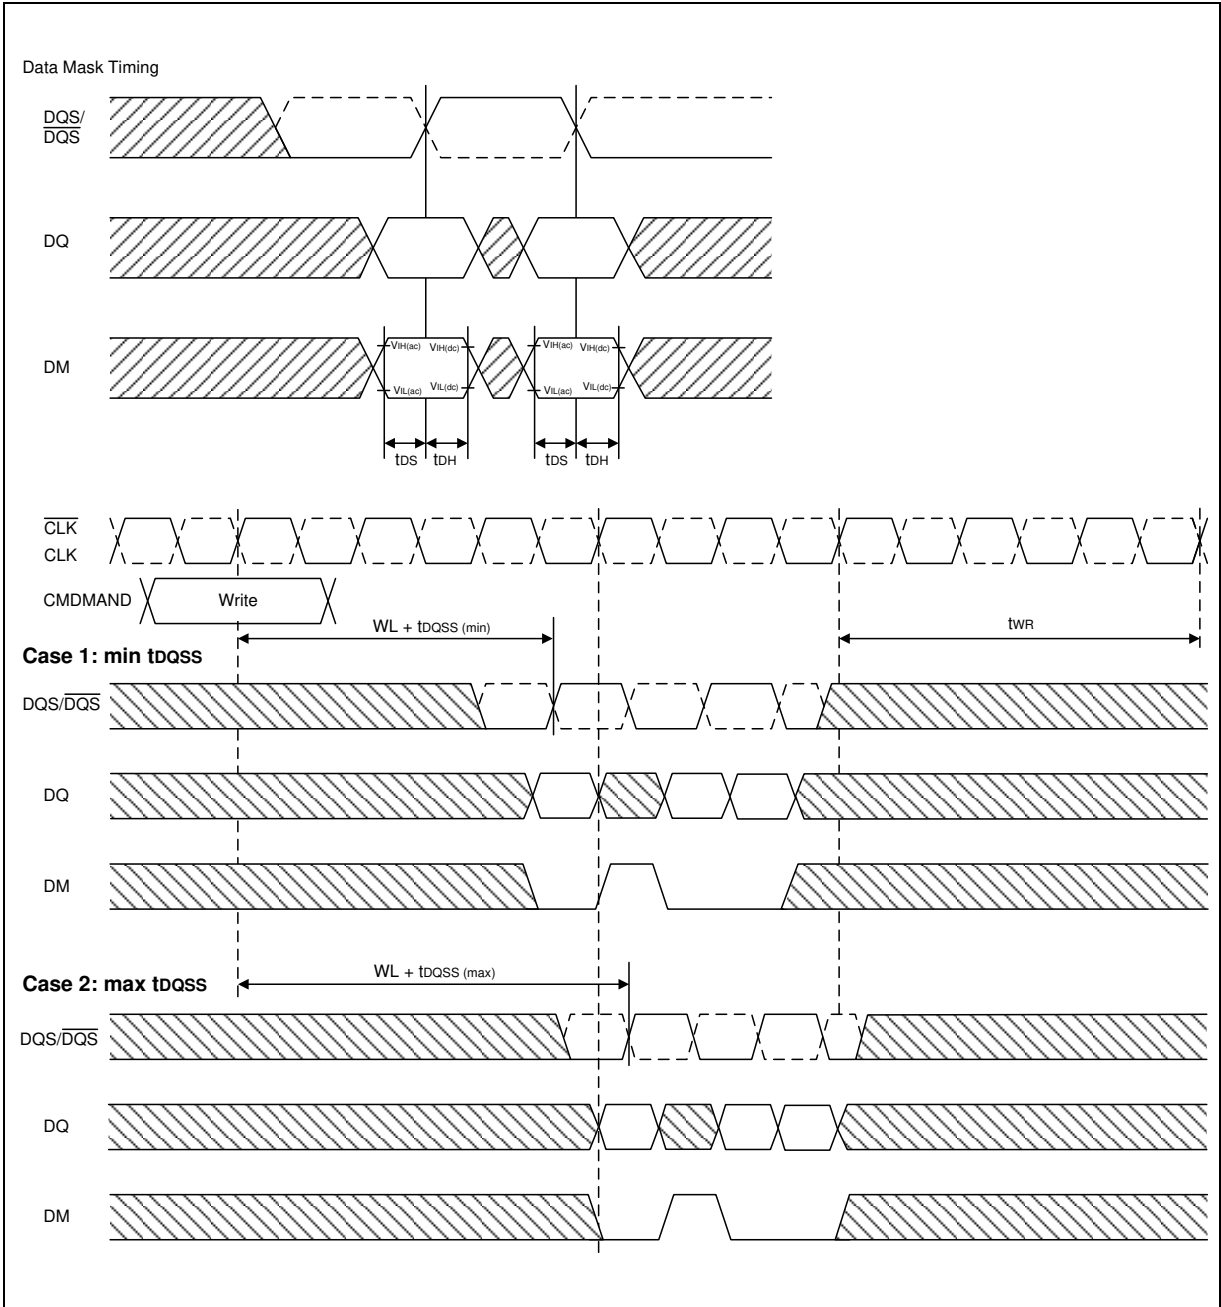 Data Mask Timing
DQS/
DQS
DQ
DM
VIH(ac) VIH(dc) VIH(ac) VIH(dc)
VIL(ac) VIL(dc) VIL(ac) VIL(dc)
tDS tDH tDS tDH
CLK
CLK
CMDMAND Write
WL + tDQSS (min) tWR
Case 1: min tDQSS
DQS/DQS
DQ
DM
WL + tDQSS (max)
Case 2: max tDQSS
DQS/DQS
DQ
DM